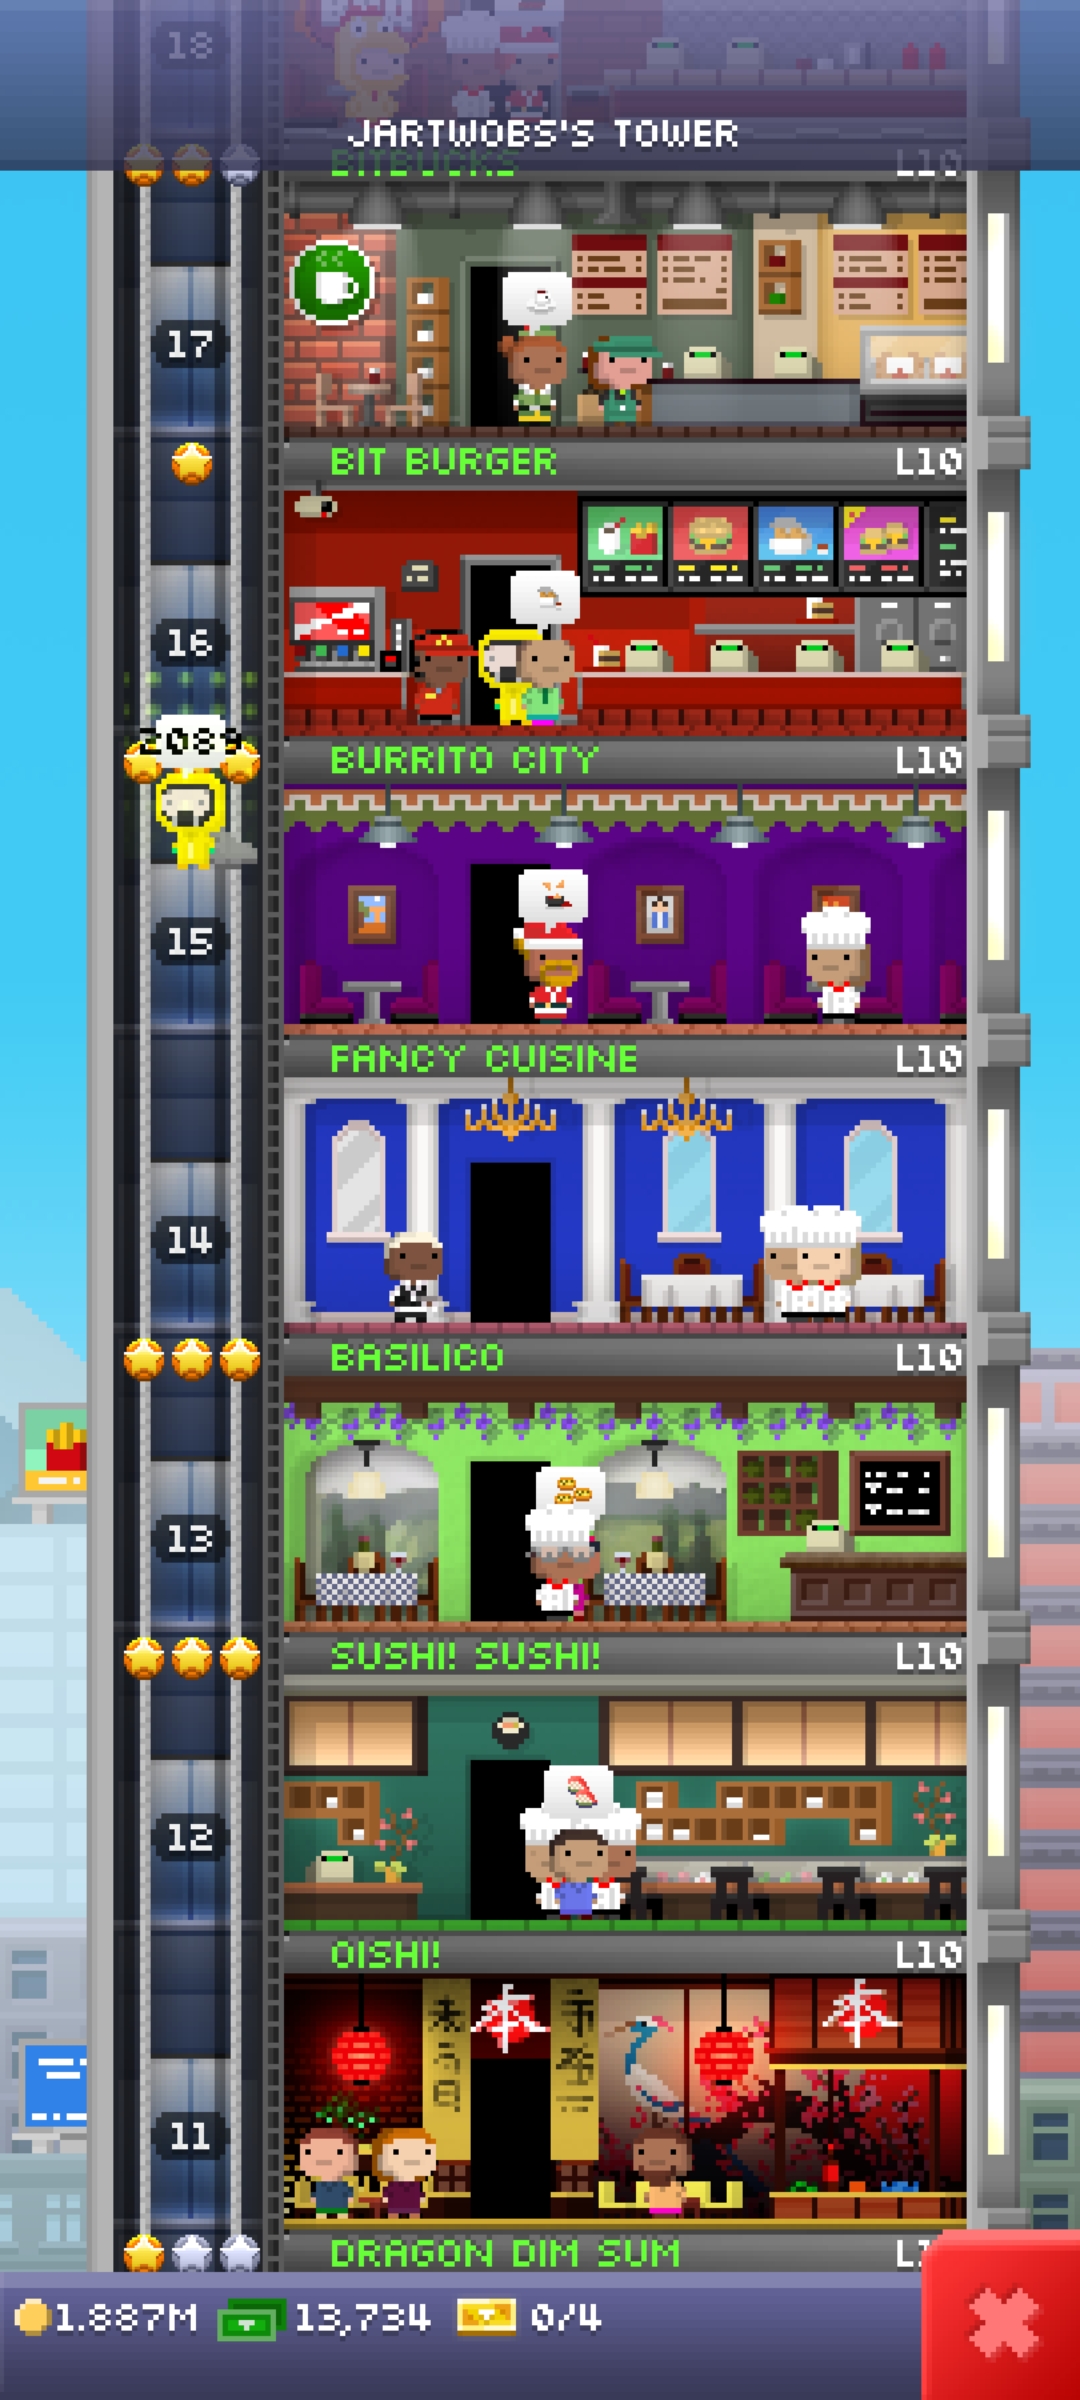 18
JARTWOBS'S TOWER
BITBUCKS L10
17
BIT BURGER L10
16
2089
BURRITO CITY L10
15
FANCY CUISINE L10
14
BASILICO L10
13
SUSHI! SUSHI! L10
12
OISHI! L10
11
DRAGON DIM SUM
1.887M 13,734 0/4